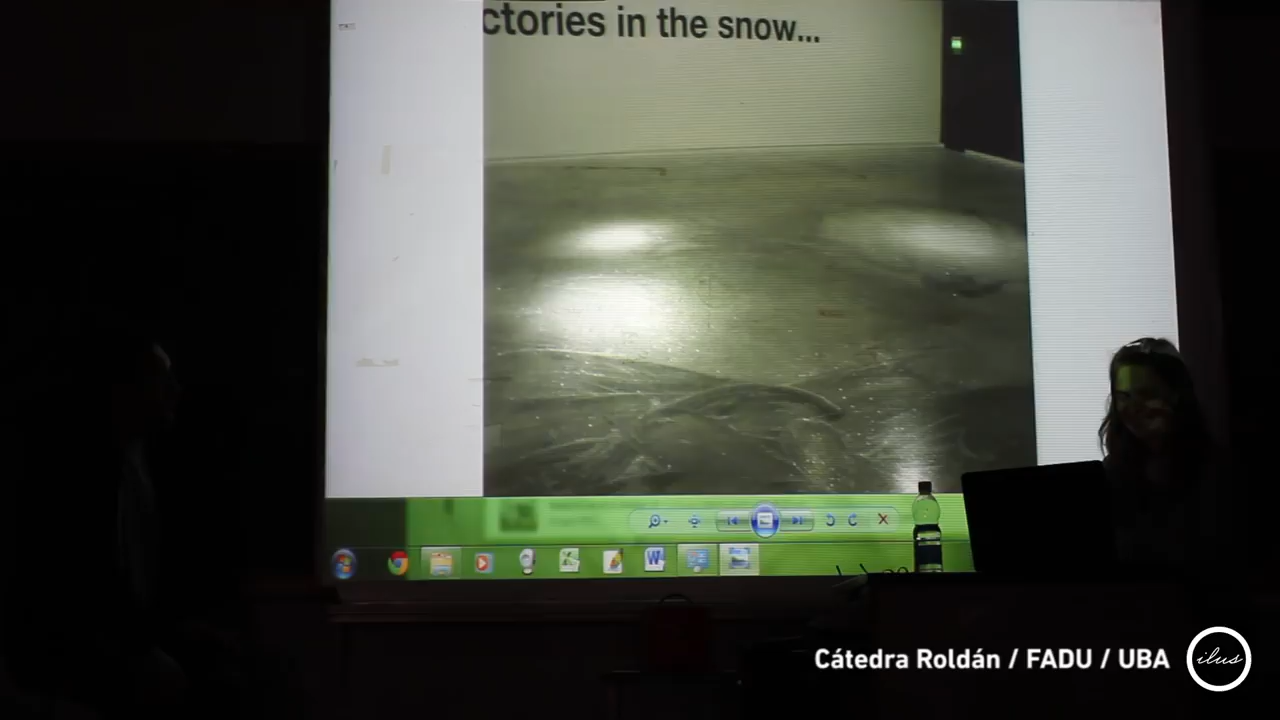 ctories in the snow...
W
Cátedra Roldán / FADU / UBA
ilus